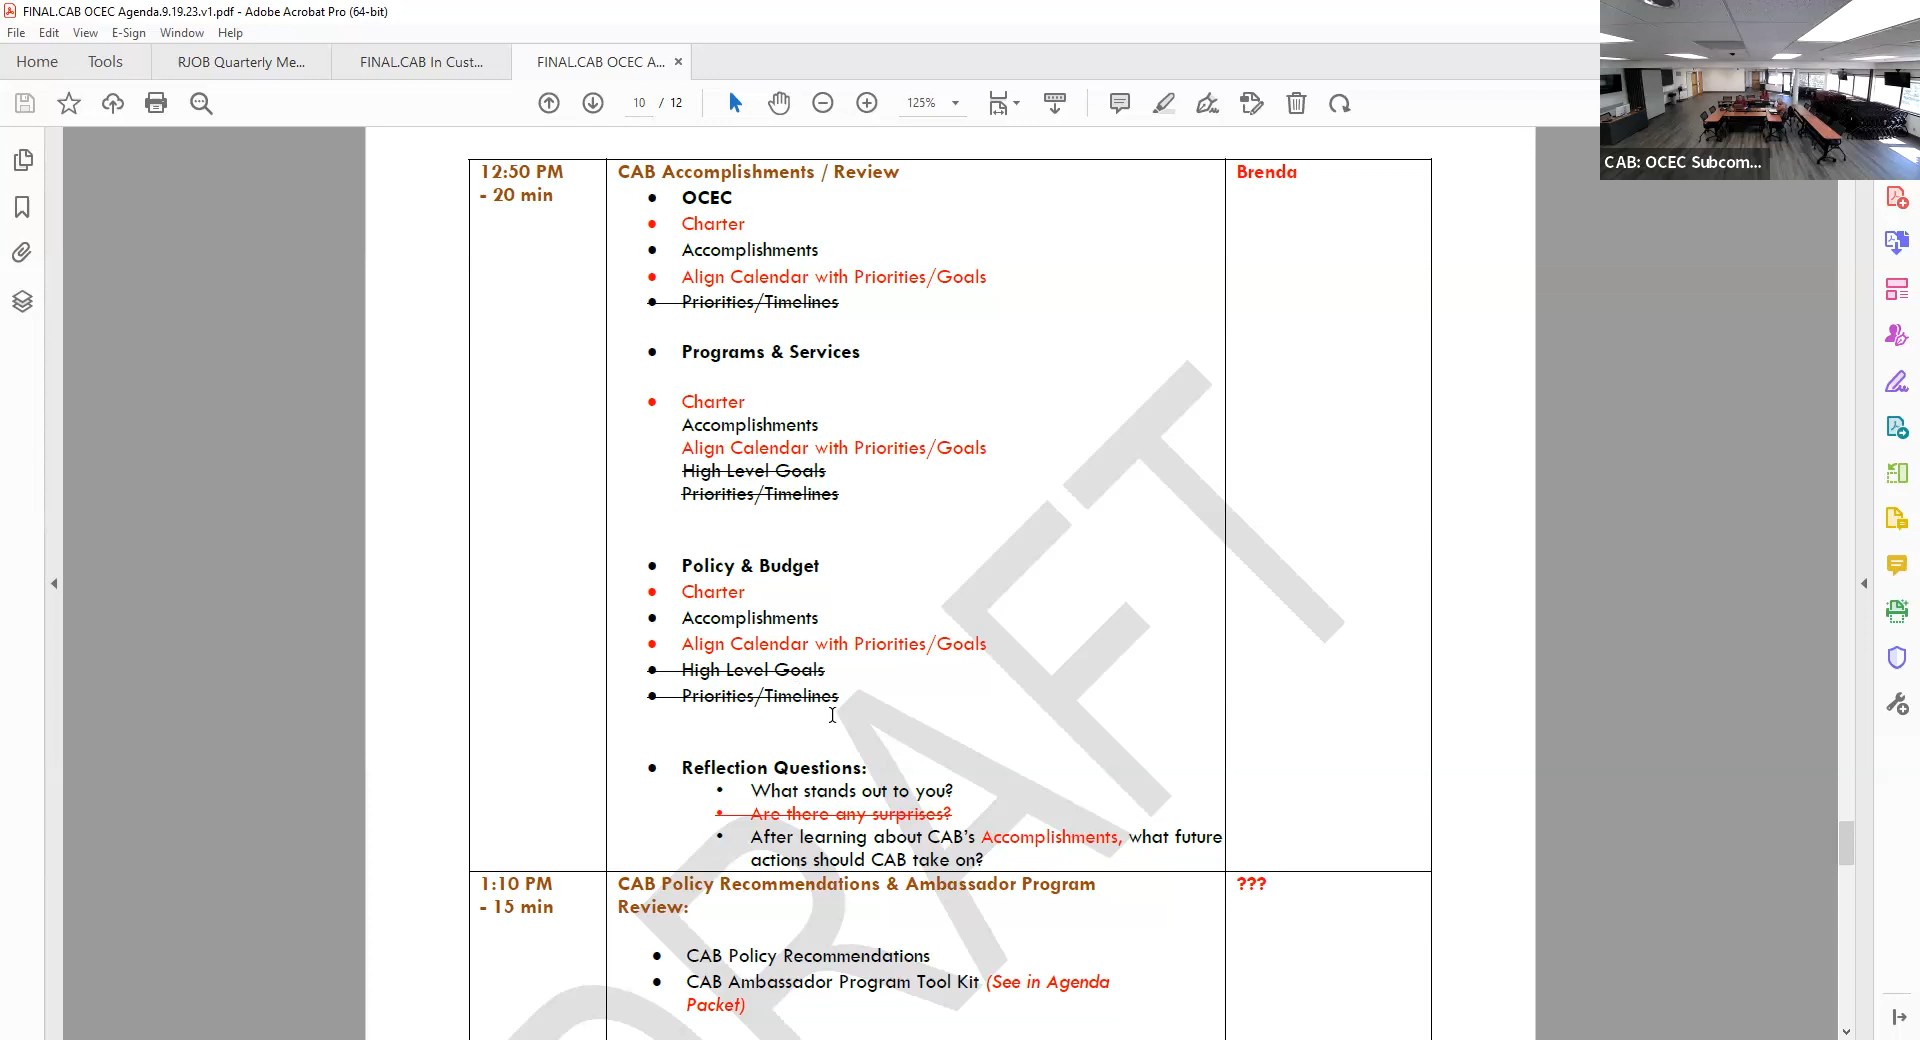 FINAL.CAB OCEC Agenda.9.19.23.v1.pdf - Adobe Acrobat Pro (64-bit)
File Edit View E-Sign Window Help
Home Tools RJOB Quarterly Me... FINAL.CAB In Cust... FINAL.CAB OCEC A... ×
10 / 12 125%
CAB: OCEC Subcom...
12:50 PM
- 20 min
CAB Accomplishments / Review
Brenda
• OCEC
• Charter
• Accomplishments
• Align Calendar with Priorities/Goals
• Priorities/Timelines
• Programs & Services
• Charter
Accomplishments
Align Calendar with Priorities/Goals
High Level Goals
Priorities/Timelines
• Policy & Budget
• Charter
• Accomplishments
• Align Calendar with Priorities/Goals
• High Level Goals
• Priorities/Timelines
• Reflection Questions:
• What stands out to you?
• Are there any surprises?
• After learning about CAB's Accomplishments, what future
actions should CAB take on?
1:10 PM
- 15 min
CAB Policy Recommendations & Ambassador Program
Review:
???
• CAB Policy Recommendations
• CAB Ambassador Program Tool Kit (See in Agenda
Packet)
DRAFT